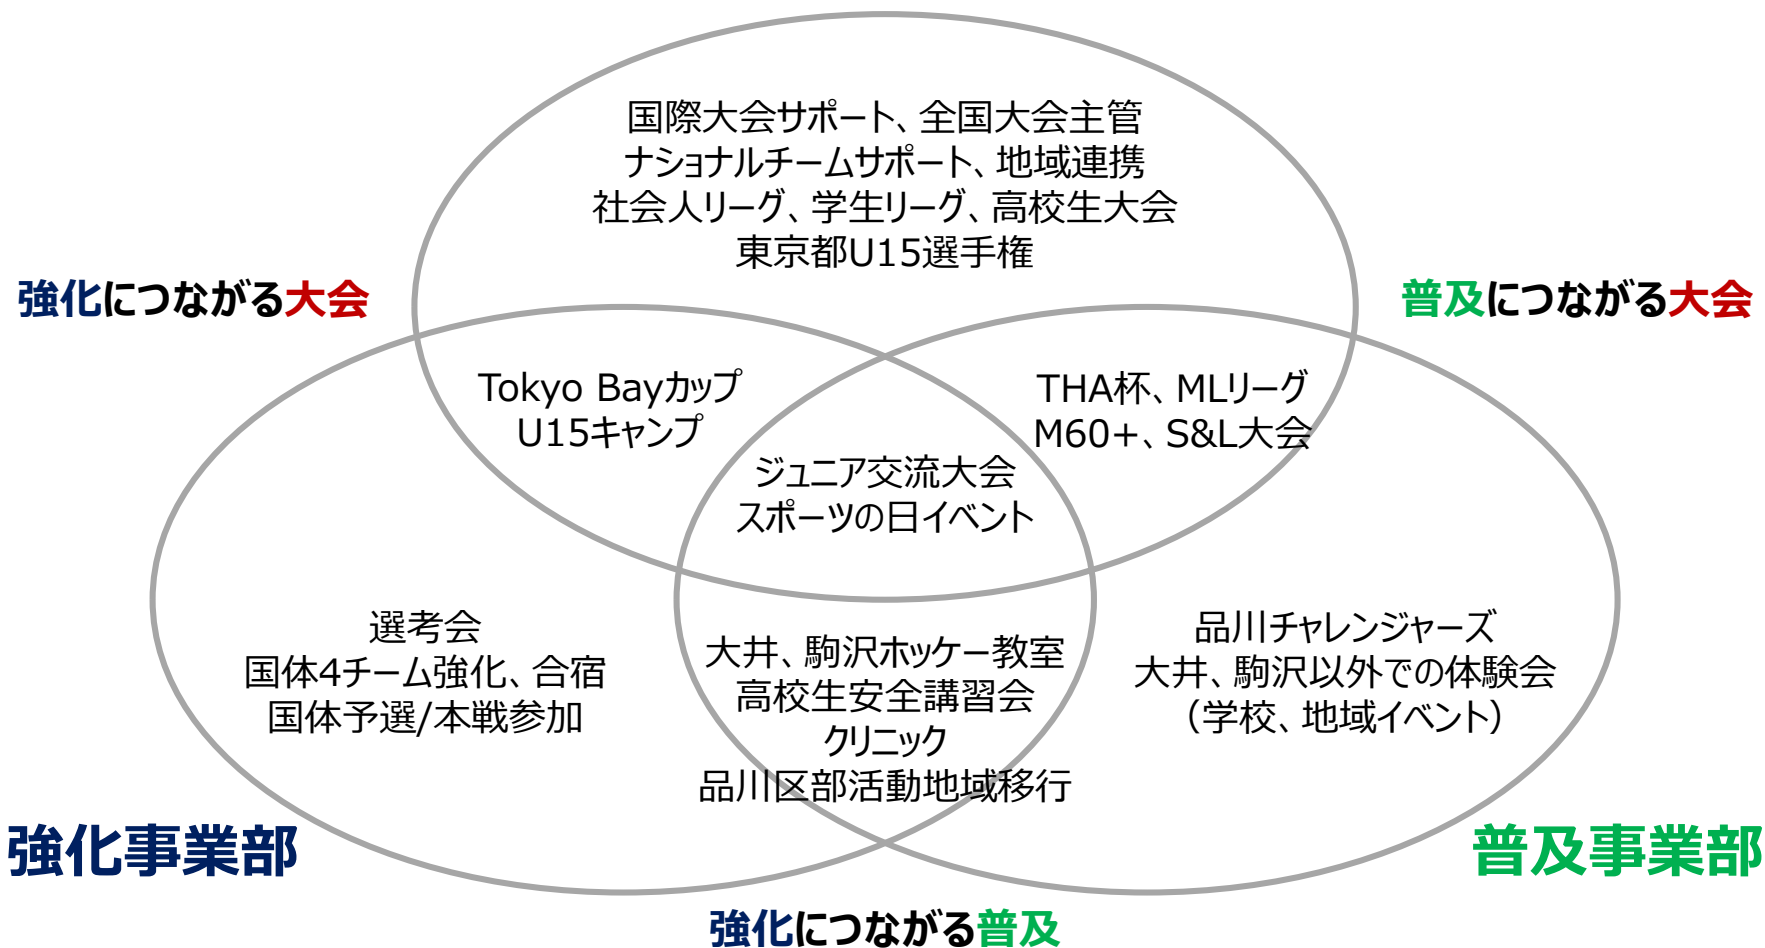 国際大会サポート、全国大会主管
ナショナルチームサポート、地域連携
社会人リーグ、学生リーグ、高校生大会
東京都U15選手権
強化につながる大会
普及につながる大会
Tokyo Bayカップ
U15キャンプ
THA杯、MLリーグ
M60+、S&L大会
ジュニア交流大会
スポーツの日イベント
選考会
国体4チーム強化、合宿
国体予選/本戦参加
大井、駒沢ホッケー教室
高校生安全講習会
クリニック
品川区部活動地域移行
品川チャレンジャーズ
大井、駒沢以外での体験会
（学校、地域イベント）
強化事業部
普及事業部
強化につながる普及